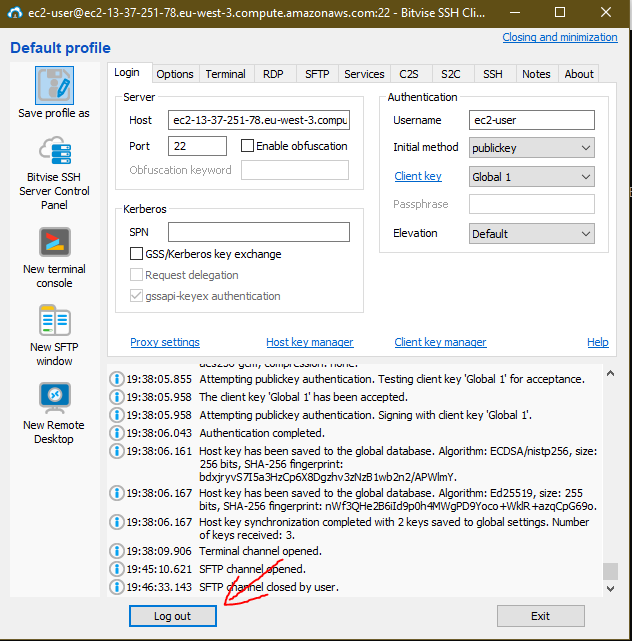 ec2-user@ec2-13-37-251-78.eu-west-3.compute.amazonaws.com:22 - Bitvise SSH Cli...
Default profile
Closing and minimization
Save profile as
Bitvise SSH
Server Control
Panel
New terminal
console
New SFTP
window
New Remote
Desktop
Login Options Terminal RDP SFTP Services C2S S2C SSH Notes About
Server
Host ec2-13-37-251-78.eu-west-3.compu
Port 22 Enable obfuscation
Obfuscation keyword
Kerberos
SPN
GSS/Kerberos key exchange
Request delegation
gssapi-keyex authentication
Authentication
Username ec2-user
Initial method publickey
Client key Global 1
Passphrase
Elevation Default
Proxy settings Host key manager Client key manager Help
aes256-gcm, compression: none.
19:38:05.855 Attempting publickey authentication. Testing client key 'Global 1' for acceptance.
19:38:05.958 The client key 'Global 1' has been accepted.
19:38:05.958 Attempting publickey authentication. Signing with client key 'Global 1'.
19:38:06.043 Authentication completed.
19:38:06.161 Host key has been saved to the global database. Algorithm: ECDSA/nistp256, size:
256 bits, SHA-256 fingerprint:
bdxjryvS7I5a3HzCp6X8Dgzhv3zNzB1wb2n2/APWlmY.
19:38:06.167 Host key has been saved to the global database. Algorithm: Ed25519, size: 255
bits, SHA-256 fingerprint: nWf3QHe2B6iId9p0h4MWgPD9Yoco+WklR+azqCpG69o.
19:38:06.167 Host key synchronization completed with 2 keys saved to global settings. Number
of keys received: 3.
19:38:09.906 Terminal channel opened.
19:45:10.621 SFTP channel opened.
19:46:33.143 SFTP channel closed by user.
Log out Exit